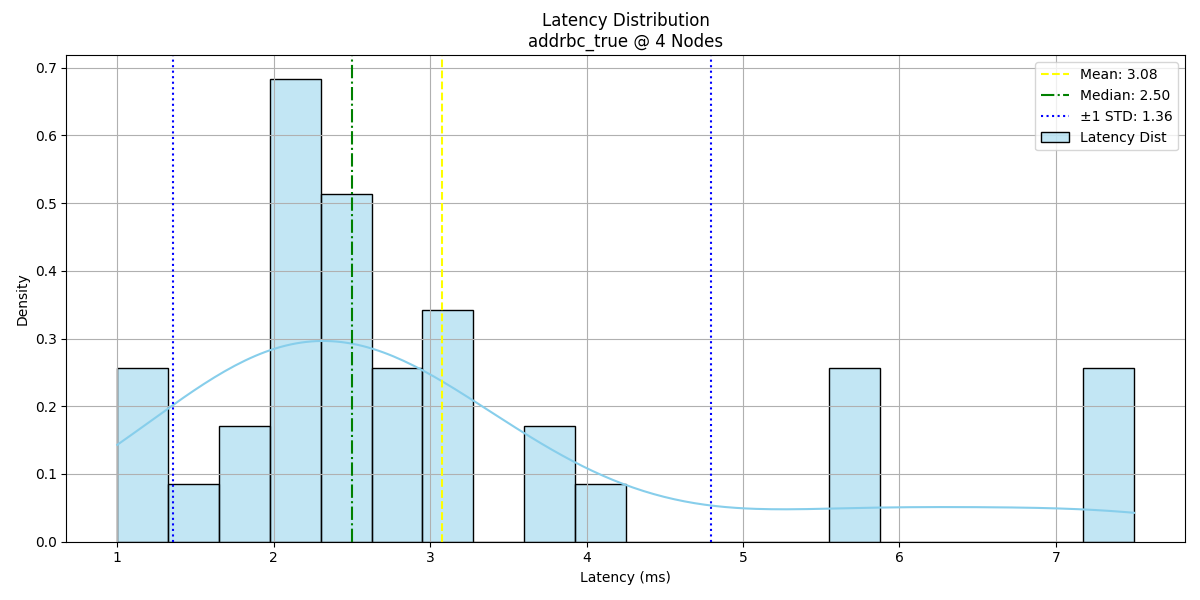 Latency Distribution
addrbc_true @ 4 Nodes
Mean: 3.08
Median: 2.50
±1 STD: 1.36
Latency Dist
Density
0.7
0.6
0.5
0.4
0.3
0.2
0.1
0.0
1 2 3 4 5 6 7
Latency (ms)